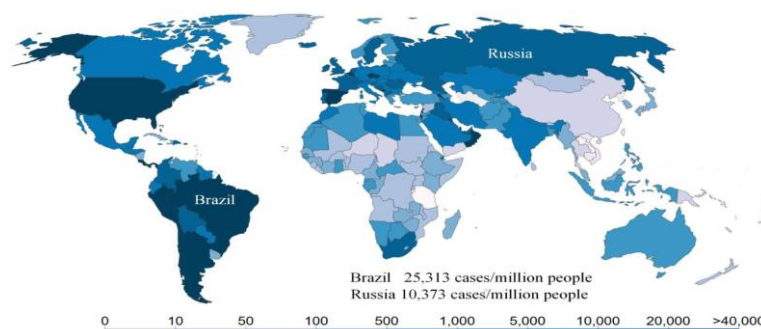 Russia
Brazil
Brazil 25,313 cases/million people
Russia 10,373 cases/million people
0 10 50 100 500 1,000 5,000 10,000 20,000 >40,000